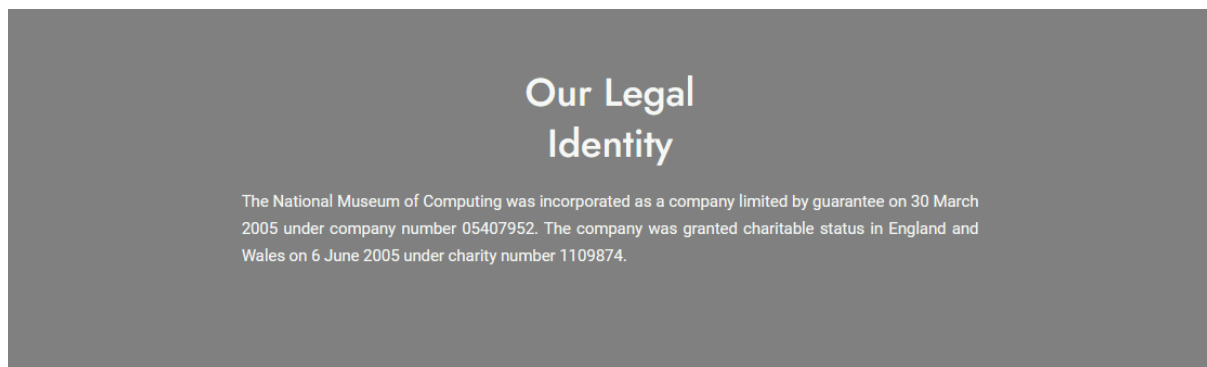 Our Legal
Identity
The National Museum of Computing was incorporated as a company limited by guarantee on 30 March
2005 under company number 05407952. The company was granted charitable status in England and
Wales on 6 June 2005 under charity number 1109874.